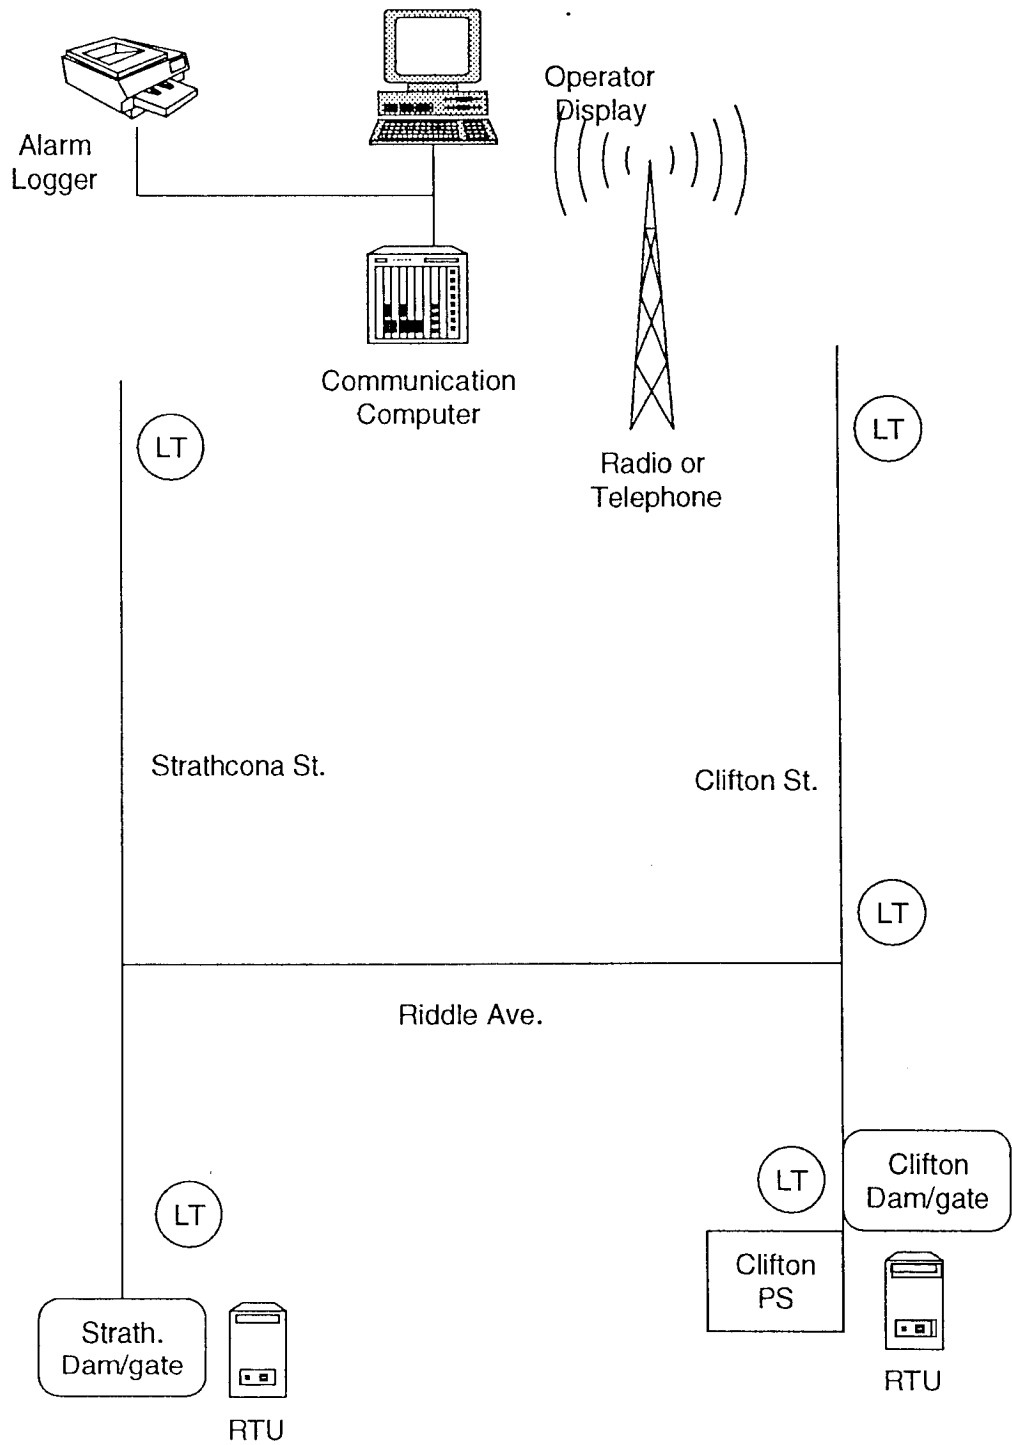 Operator
Display
Alarm
Logger
Communication
Computer
LT
LT
Radio or
Telephone
Strathcona St.
Clifton St.
LT
Riddle Ave.
Clifton
Dam/gate
LT
LT
Clifton
PS
Strath.
Dam/gate
RTU
RTU